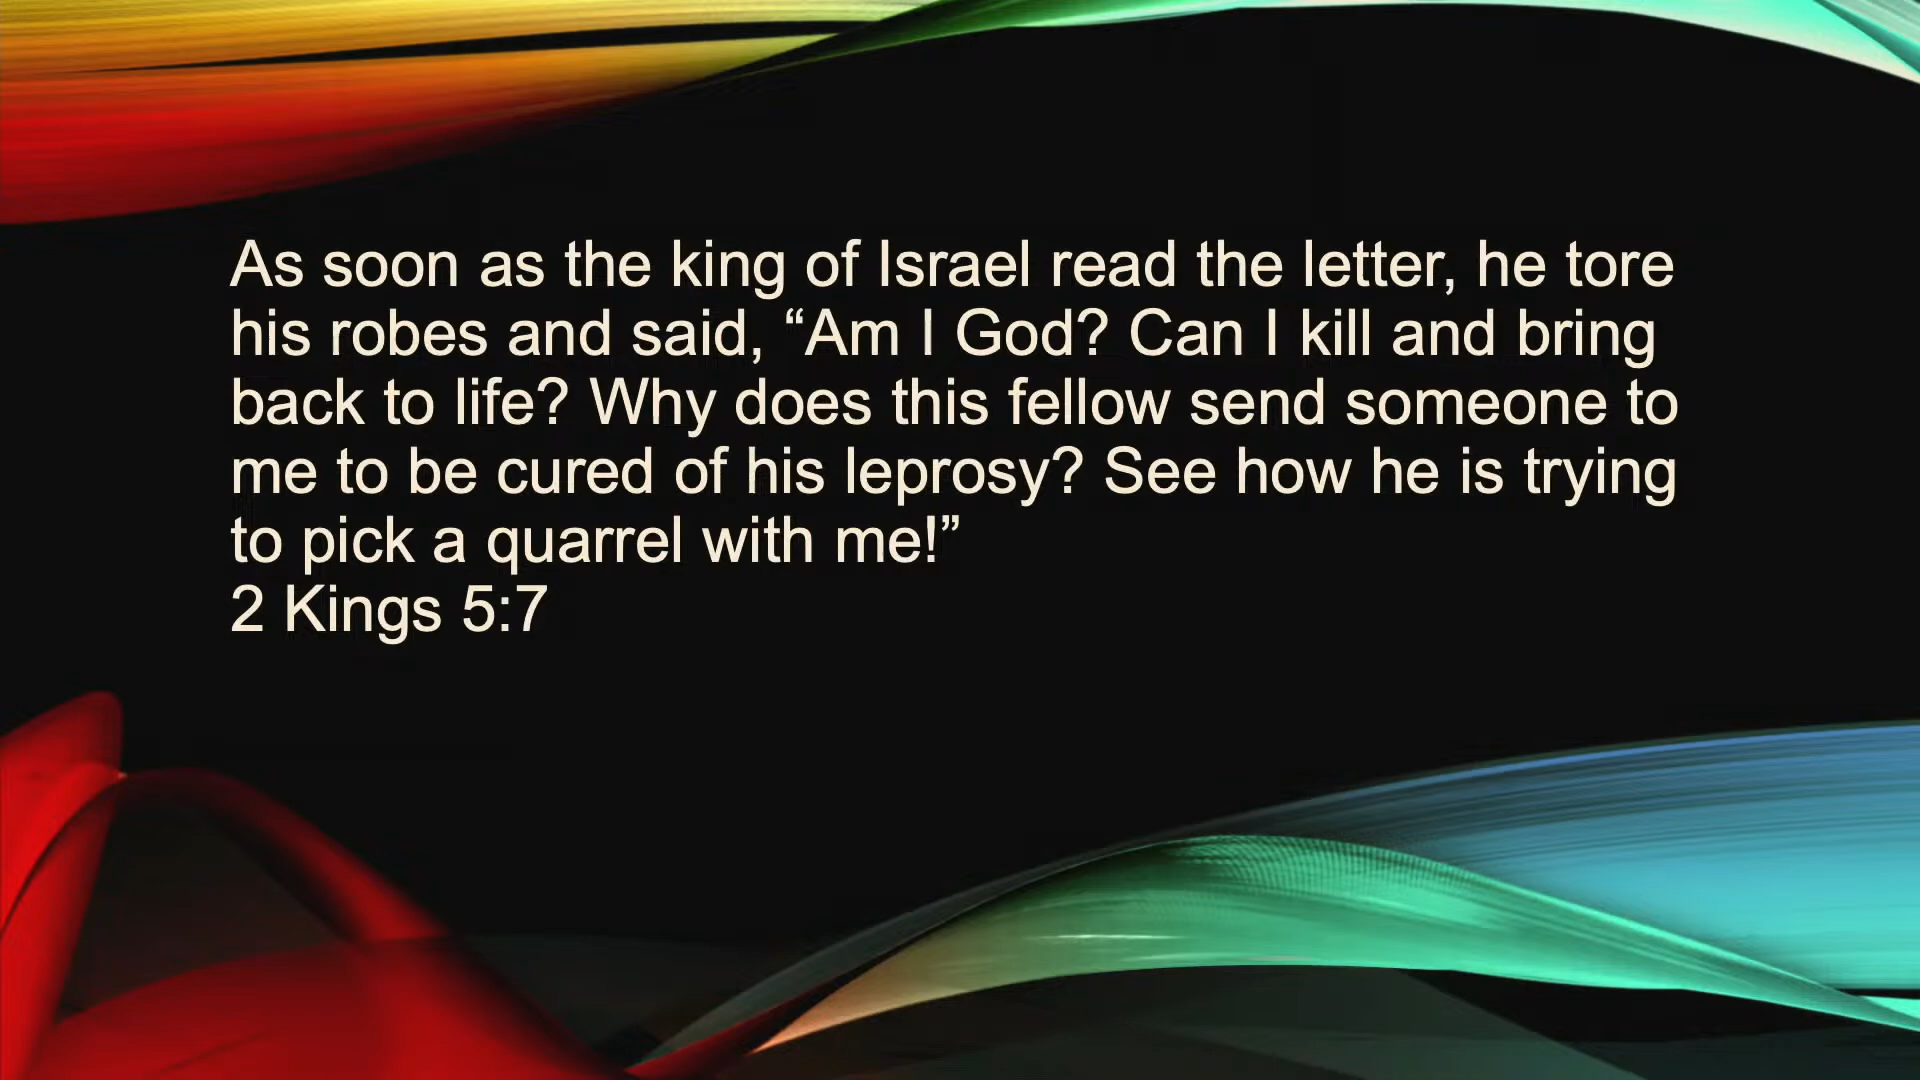 As soon as the king of Israel read the letter, he tore
his robes and said, “Am I God? Can I kill and bring
back to life? Why does this fellow send someone to
me to be cured of his leprosy? See how he is trying
to pick a quarrel with me!”
2 Kings 5:7